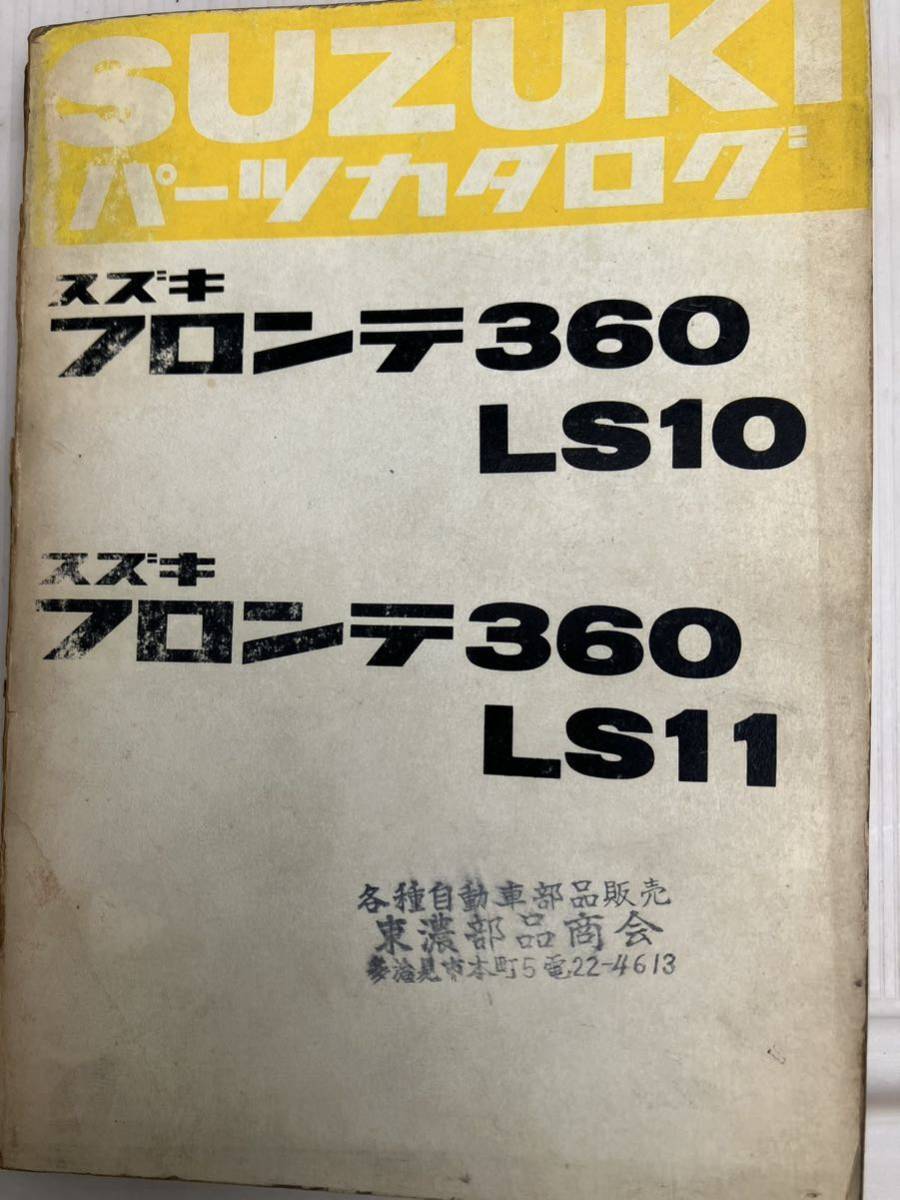 SUZUKI
パーツカタログ
スズキ
フロンテ360
LS10
スズキ
フロンテ360
LS11
各種自動車部品販売
東濃部品商会
多治見市本町5電22-4613